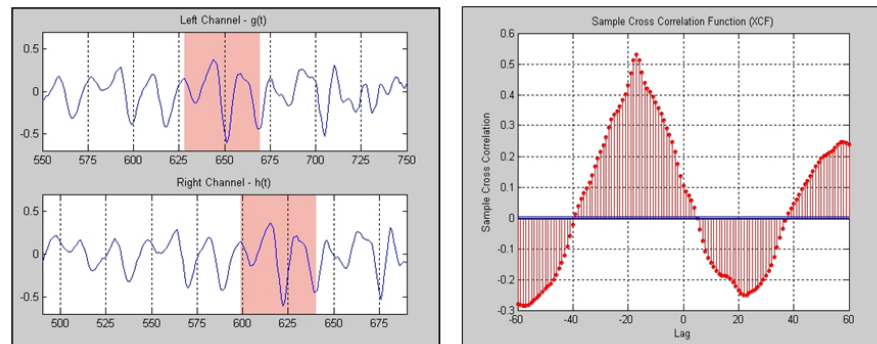 Left Channel - g(t)
0.5
0
-0.5
550 575 600 625 650 675 700 725 750
Right Channel - h(t)
0.5
0
-0.5
500 525 550 575 600 625 650 675
Sample Cross Correlation Function (XCF)
0.6
0.5
0.4
0.3
0.2
0.1
0
-0.1
-0.2
-0.3
Sample Cross Correlation
-60 -40 -20 0 20 40 60
Lag